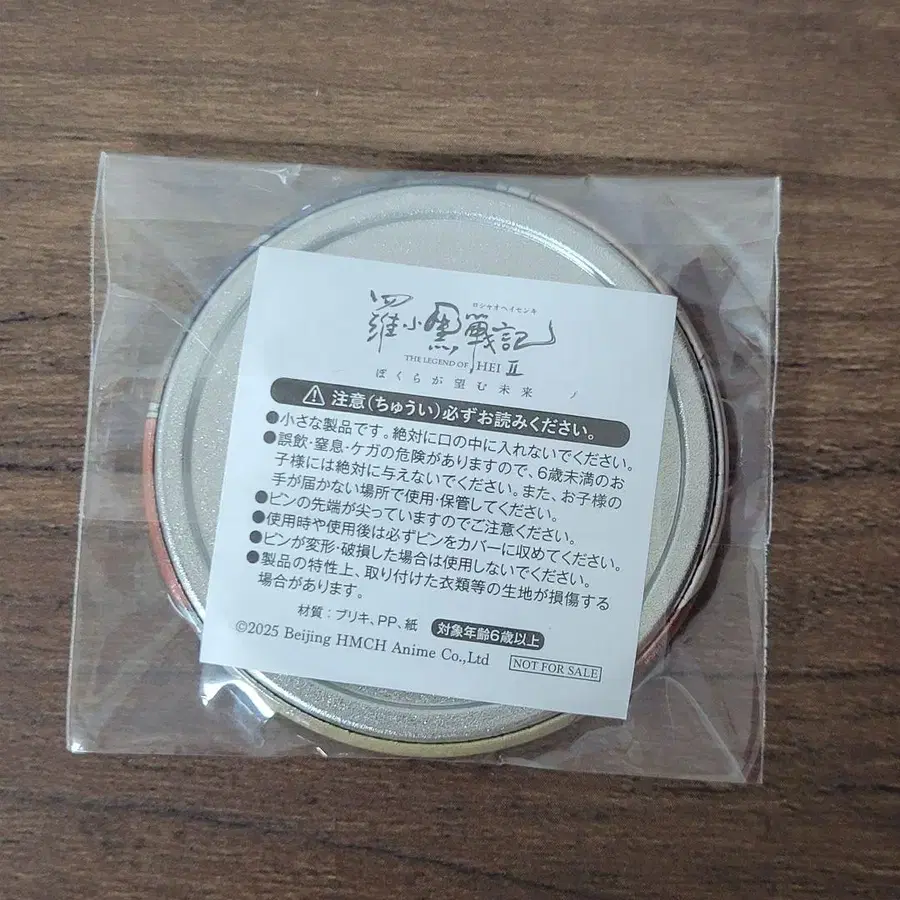 ロシャオヘイセンキ
羅小黒戰記
THE LEGEND OF HEI II
ぼくらが望む未来
注意(ちゅうい)必ずお読みください。
●小さな製品です。絶対に口の中に入れないでください。
●誤飲・窒息・ケガの危険がありますので、6歳未満のお
子様には絶対に与えないでください。また、お子様の
手が届かない場所で使用・保管してください。
●ピンの先端が尖っていますのでご注意ください。
●使用時や使用後は必ずピンをカバーに収めてください。
●ピンが変形・破損した場合は使用しないでください。
●製品の特性上、取り付けた衣類等の生地が損傷する
場合があります。
材質:ブリキ、PP、紙 対象年齢6歳以上
©2025 Beijing HMCH Anime Co.,Ltd NOT FOR SALE